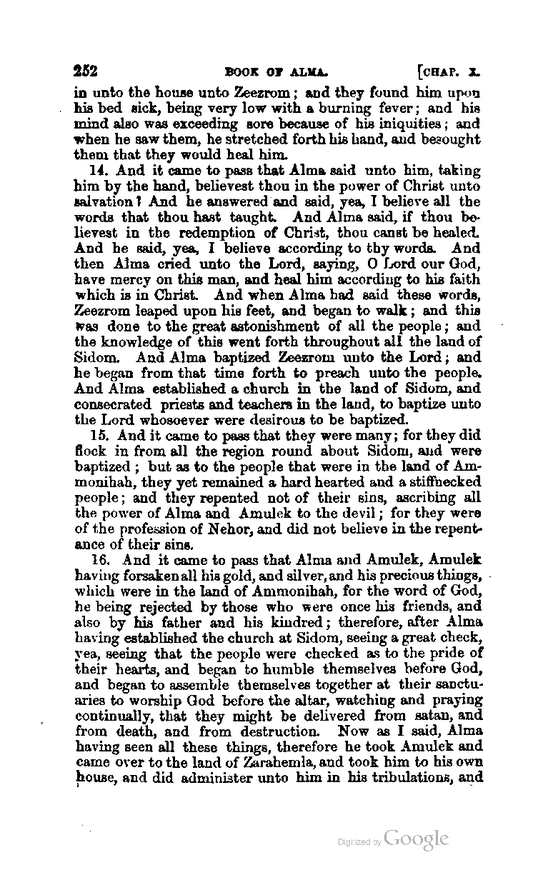 252 BOOK OF ALMA. [CHAP. X.
in unto the house unto Zeezrom; and they found him upon
his bed sick, being very low with a burning fever; and his
mind also was exceeding sore because of his iniquities; and
when he saw them, he stretched forth his hand, and besought
them that they would heal him.
14. And it came to pass that Alma said unto him, taking
him by the hand, believest thou in the power of Christ unto
salvation? And he answered and said, yea, I believe all the
words that thou hast taught. And Alma said, if thou be-
lievest in the redemption of Christ, thou canst be healed.
And he said, yea, I believe according to thy words. And
then Alma cried unto the Lord, saying, O Lord our God,
have mercy on this man, and heal him according to his faith
which is in Christ. And when Alma had said these words,
Zeezrom leaped upon his feet, and began to walk; and this
was done to the great astonishment of all the people; and
the knowledge of this went forth throughout all the land of
Sidom. And Alma baptized Zeezrom unto the Lord; and
he began from that time forth to preach unto the people.
And Alma established a church in the land of Sidom, and
consecrated priests and teachers in the land, to baptize unto
the Lord whosoever were desirous to be baptized.
15. And it came to pass that they were many; for they did
flock in from all the region round about Sidom, and were
baptized; but as to the people that were in the land of Am-
monihah, they yet remained a hard hearted and a stiffnecked
people; and they repented not of their sins, ascribing all
the power of Alma and Amulek to the devil; for they were
of the profession of Nehor, and did not believe in the repent-
ance of their sins.
16. And it came to pass that Alma and Amulek, Amulek
having forsaken all his gold, and silver, and his precious things,
which were in the land of Ammonihah, for the word of God,
he being rejected by those who were once his friends, and
also by his father and his kindred; therefore, after Alma
having established the church at Sidom, seeing a great check,
yea, seeing that the people were checked as to the pride of
their hearts, and began to humble themselves before God,
and began to assemble themselves together at their sanctu-
aries to worship God before the altar, watching and praying
continually, that they might be delivered from satan, and
from death, and from destruction. Now as I said, Alma
having seen all these things, therefore he took Amulek and
came over to the land of Zarahemla, and took him to his own
house, and did administer unto him in his tribulations, and
Digitized by Google